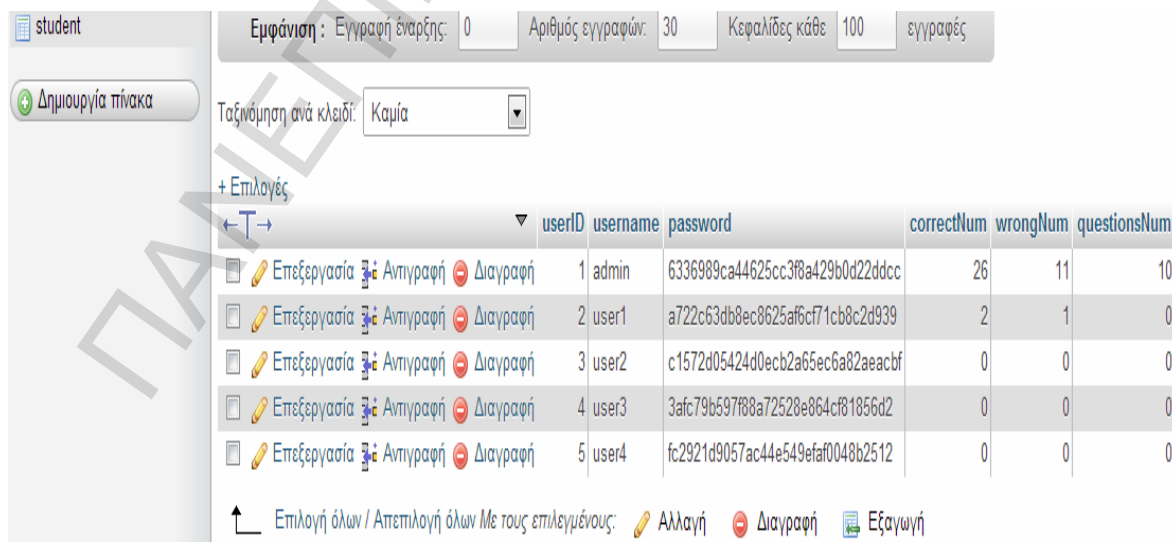 student
Εμφάνιση : Εγγραφή έναρξης: 0 Αριθμός εγγραφών: 30 Κεφαλίδες κάθε 100 εγγραφές
Δημιουργία πίνακα
Ταξινόμηση ανά κλειδί: Καμία
+ Επιλογές
←T→ userID username password correctNum wrongNum questionsNum
Επεξεργασία Αντιγραφή Διαγραφή 1 admin 6336989ca44625cc3f8a429b0d22ddcc 26 11 10
Επεξεργασία Αντιγραφή Διαγραφή 2 user1 a722c63db8ec8625af6cf71cb8c2d939 2 1 0
Επεξεργασία Αντιγραφή Διαγραφή 3 user2 c1572d05424d0ecb2a65ec6a82aeacbf 0 0 0
Επεξεργασία Αντιγραφή Διαγραφή 4 user3 3afc79b597f88a72528e864cf81856d2 0 0 0
Επεξεργασία Αντιγραφή Διαγραφή 5 user4 fc2921d9057ac44e549efaf0048b2512 0 0 0
Επιλογή όλων / Απεπιλογή όλων Με τους επιλεγμένους: Αλλαγή Διαγραφή Εξαγωγή
ΠΑΝΕΠ